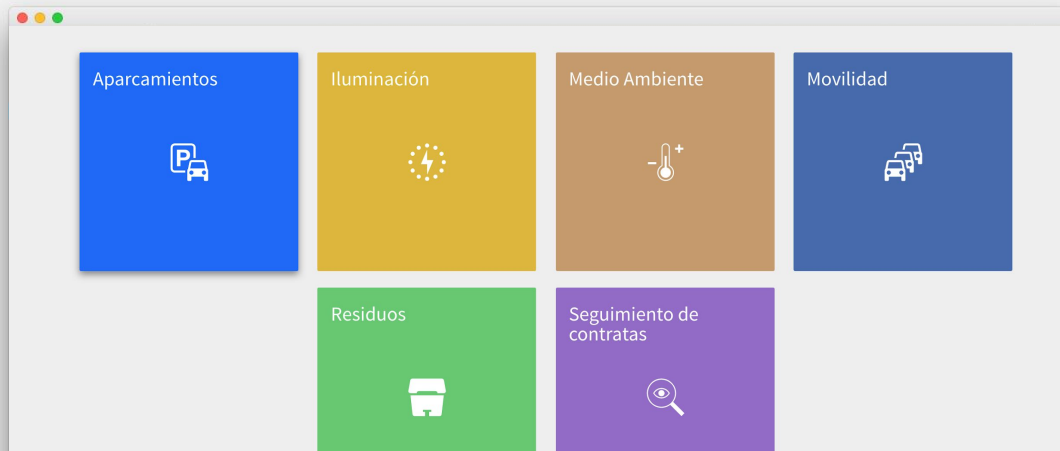 Aparcamientos
Iluminación
Medio Ambiente
Movilidad
P
Residuos
Seguimiento de
contratas